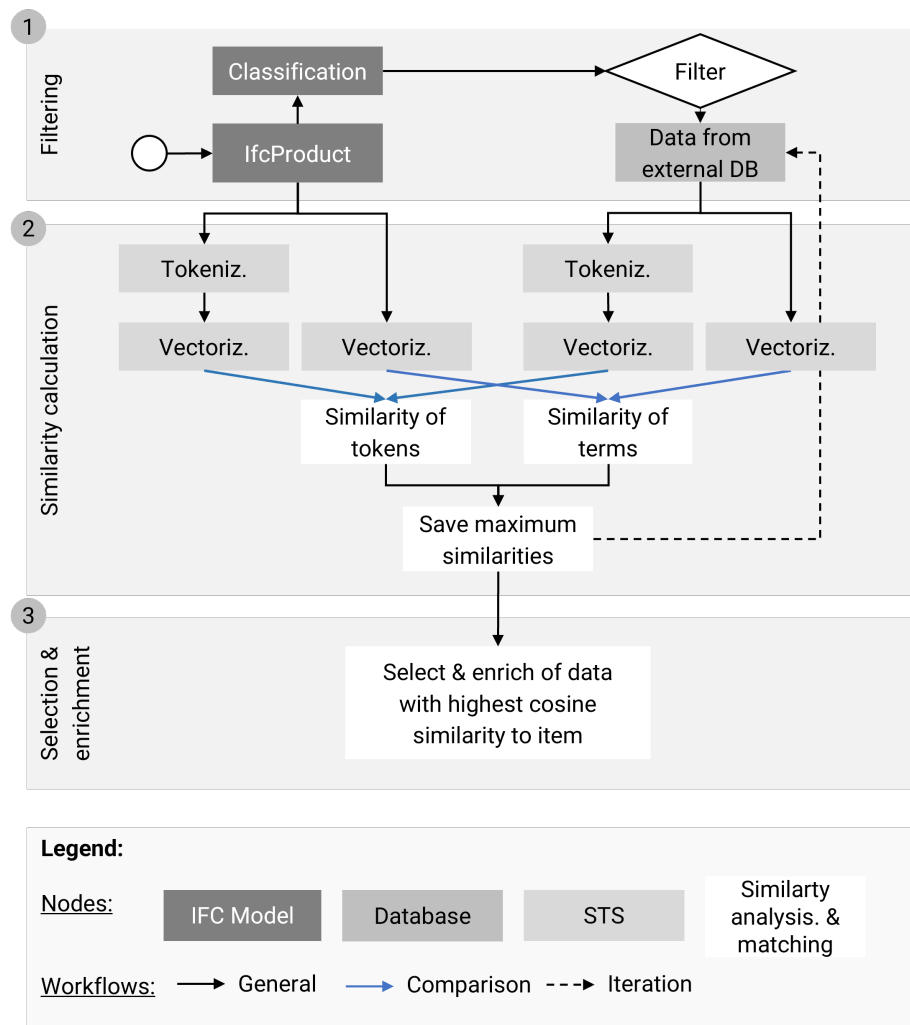 1
Filtering
Classification
Filter
IfcProduct
Data from
external DB
2
Similarity calculation
Tokeniz.
Tokeniz.
Vectoriz.
Vectoriz.
Vectoriz.
Vectoriz.
Similarity of
tokens
Similarity of
terms
Save maximum
similarities
3
Selection &
enrichment
Select & enrich of data
with highest cosine
similarity to item
Legend:
Nodes:
IFC Model
Database
STS
Similarty
analysis. &
matching
Workflows:
General
Comparison
Iteration